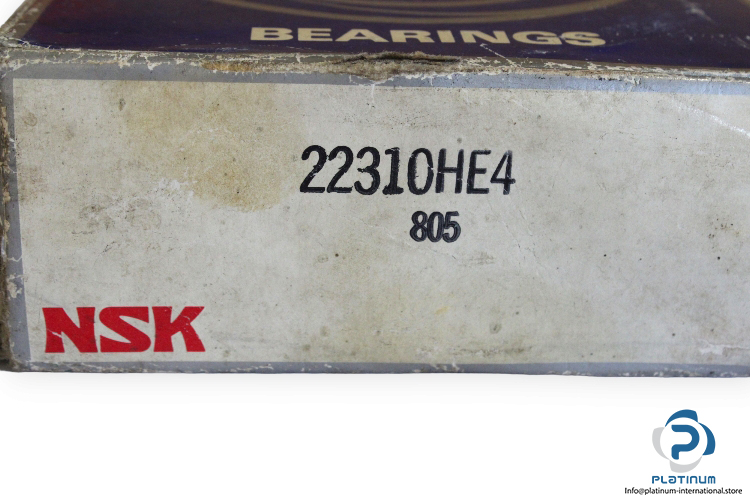 BEARINGS
22310HE4
805
NSK
PLATINUM
Info@platinum-international.store